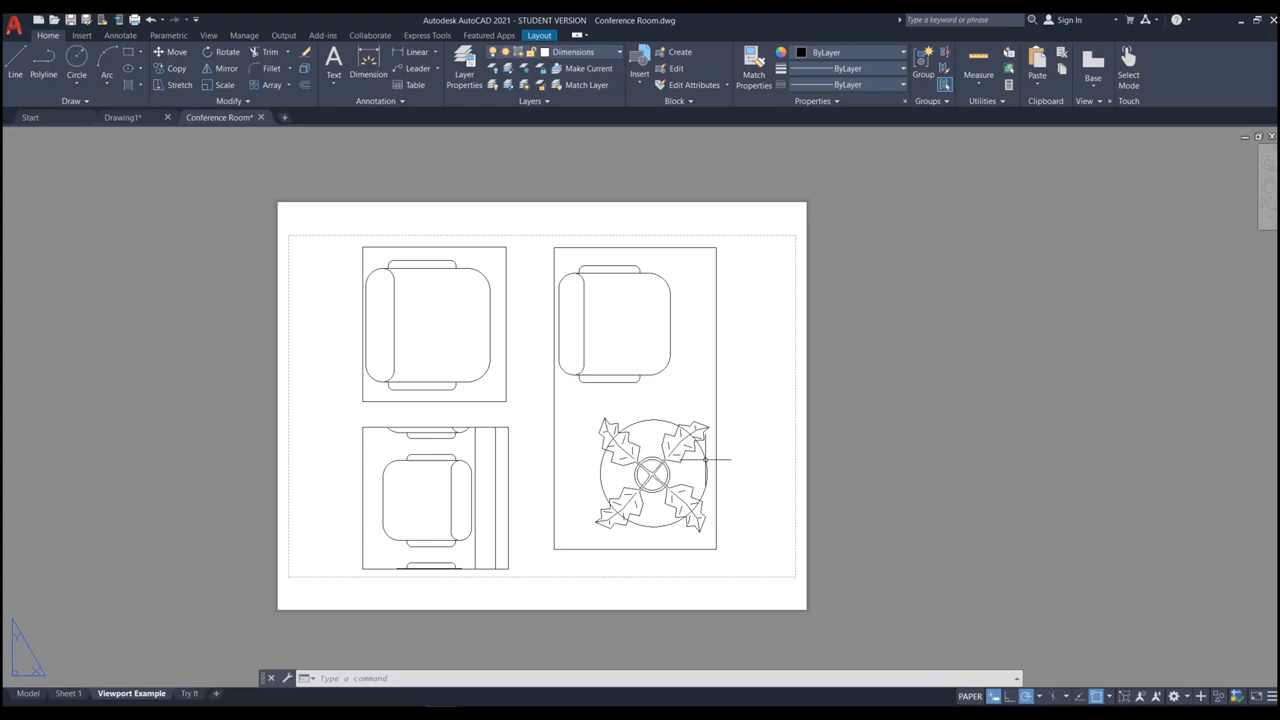 Autodesk AutoCAD 2021 - STUDENT VERSION Conference Room.dwg
Type a keyword or phrase
Sign In
Home Insert Annotate Parametric View Manage Output Add-ins Collaborate Express Tools Featured Apps Layout
Line Polyline Circle Arc
Move Rotate Trim
Copy Mirror Fillet
Stretch Scale Array
Text Dimension
Linear
Leader
Table
Layer Properties
Dimensions
Make Current
Match Layer
Insert
Create
Edit
Edit Attributes
Match Properties
ByLayer
ByLayer
ByLayer
Group
Measure
Paste
Base
Select Mode
Draw Modify Annotation Layers Block Properties Groups Utilities Clipboard View Touch
Start Drawing1* Conference Room*
Y
X
Type a command
Model Sheet 1 Viewport Example Try It
PAPER